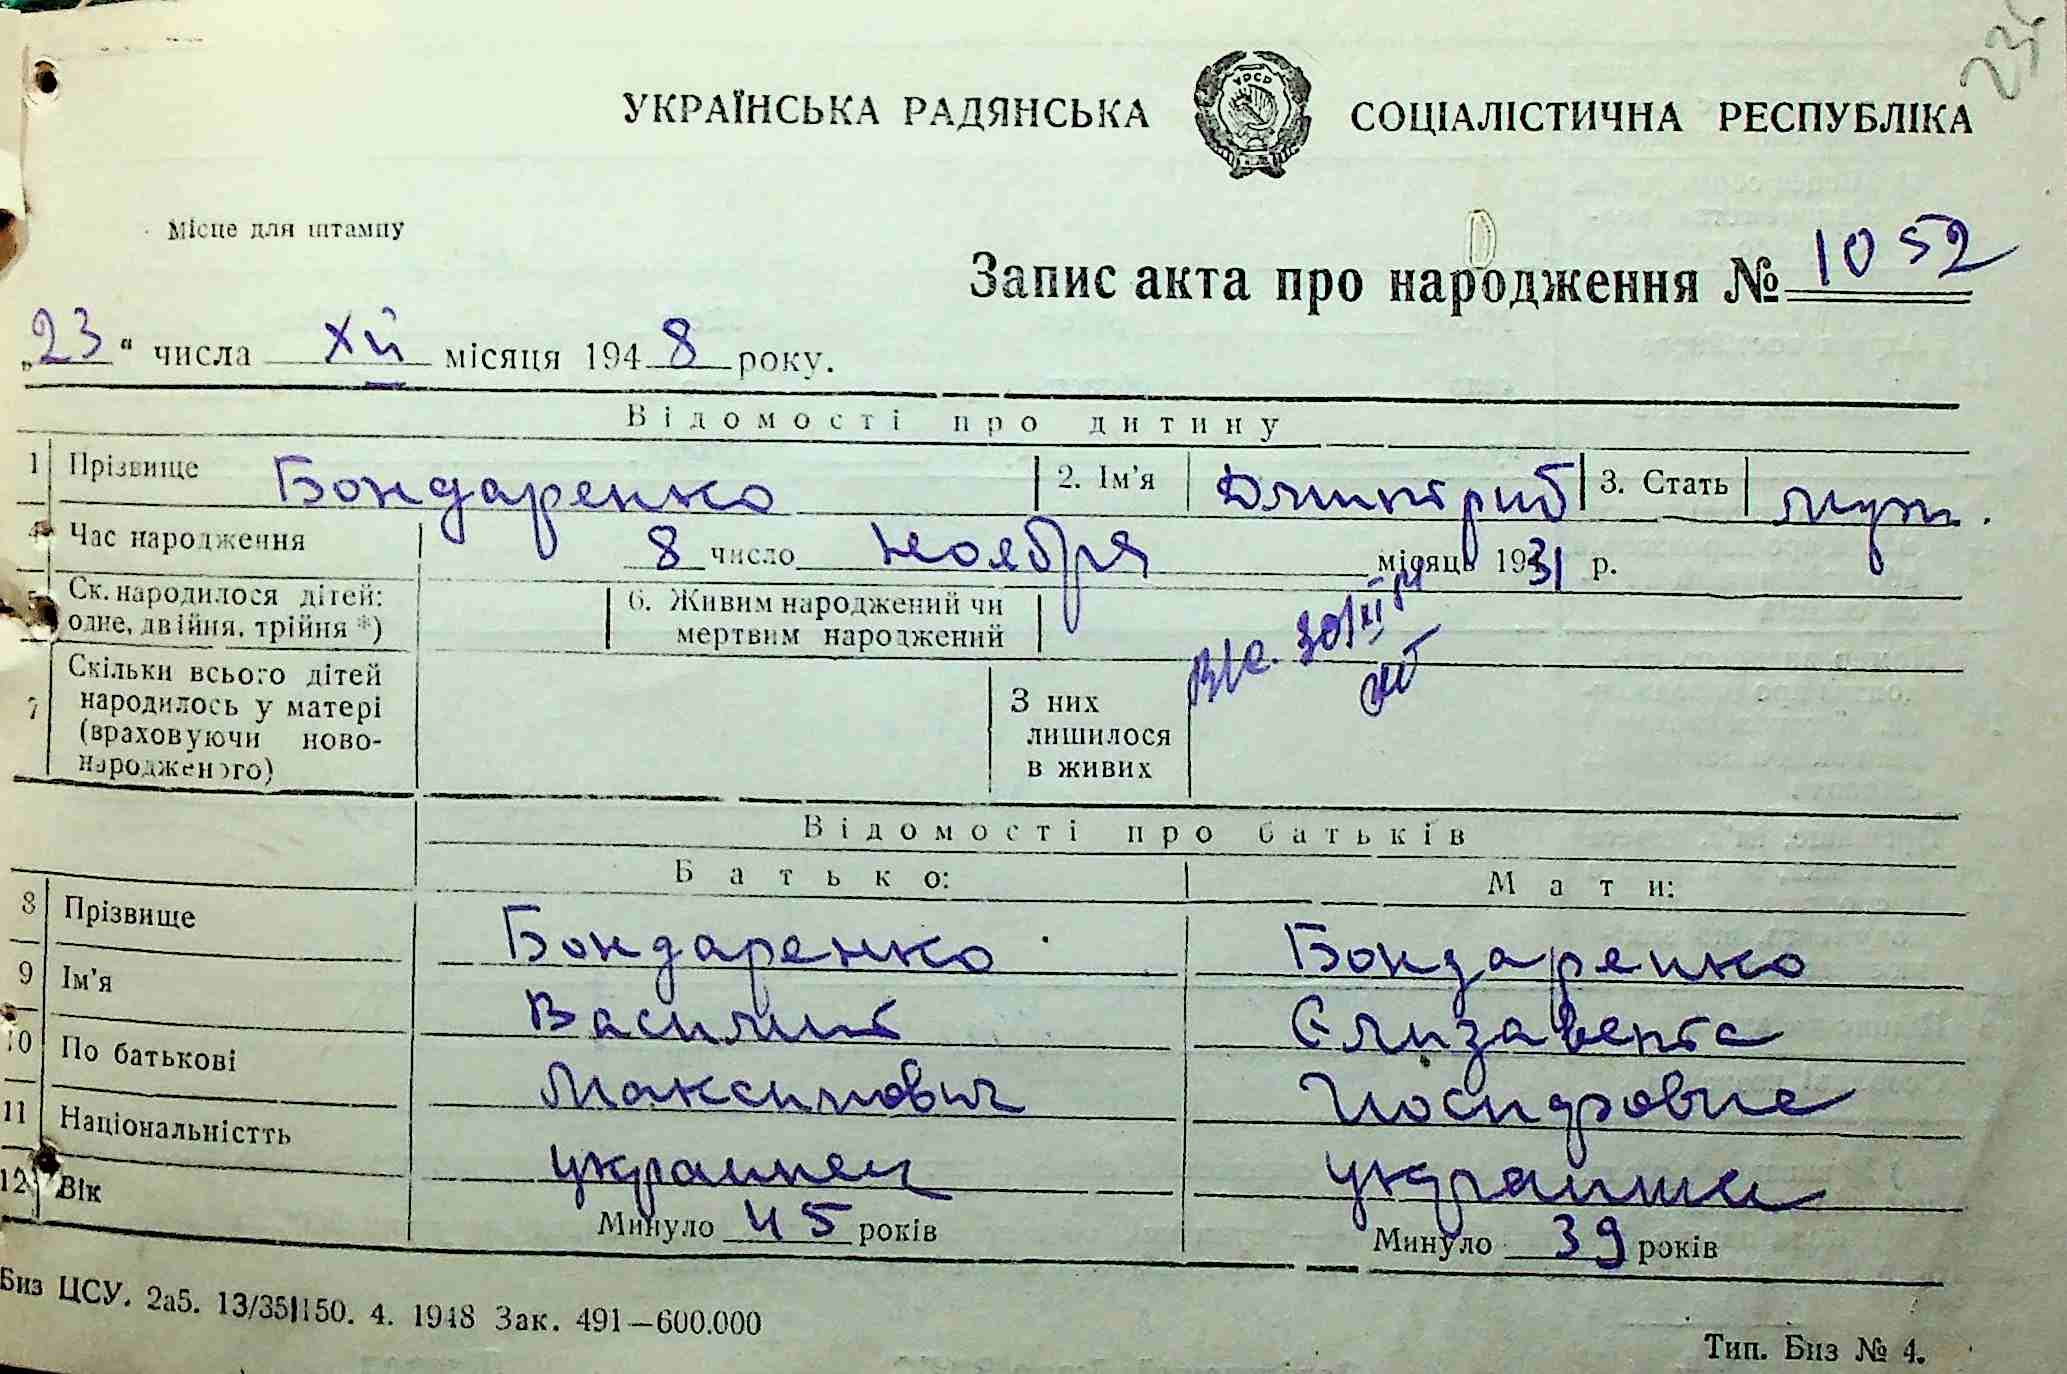 УКРАЇНСЬКА РАДЯНСЬКА СОЦІАЛІСТИЧНА РЕСПУБЛІКА
УРСР
Місце для штампу
Запис акта про народження № 1052
„23“ числа XII місяця 1948 року.
Відомості про дитину
1 Прізвище Бондаренко 2. Ім'я Дмитрий 3. Стать муж.
4 Час народження 8 число ноября місяць 1931 р.
5 Ск. народилося дітей: одне, двійня, трійня *) 6. Живим народжений чи мертвим народжений
7 Скільки всього дітей народилось у матері (враховуючи новонародженого) З них лишилося в живих
Відомості про батьків
Батько: Мати:
8 Прізвище Бондаренко Бондаренко
9 Ім'я Василий Елизавета
10 По батькові Максимович Иосифовна
11 Національністть украинец украинка
12 Вік Минуло 45 років Минуло 39 років
Биз ЦСУ. 2а5. 13/35/150. 4. 1948 Зак. 491—600.000
Тип. Биз № 4.